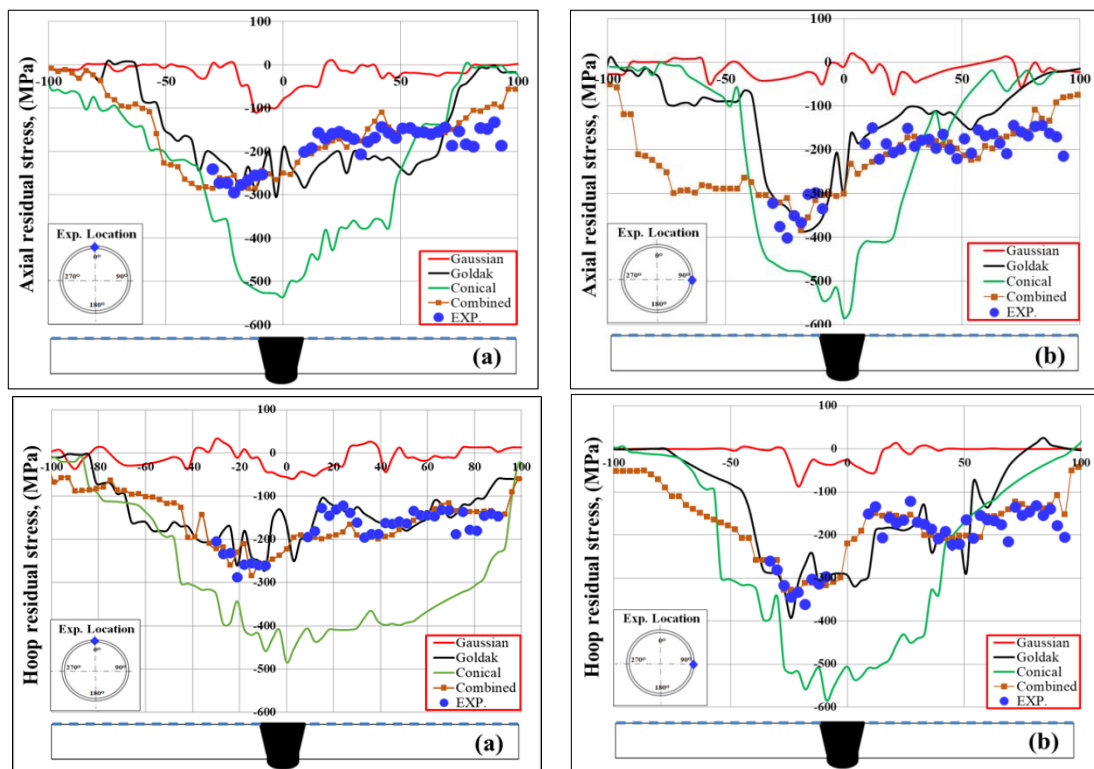 Axial residual stress, (MPa)
100
0
-100
-200
-300
-400
-500
-600
-100
-50
0
50
100
Exp. Location
0°
270°
90°
180°
Gaussian
Goldak
Conical
Combined
EXP.
(a)
Axial residual stress, (MPa)
100
0
-100
-200
-300
-400
-500
-600
-100
-50
0
50
100
Exp. Location
0°
270°
90°
180°
Gaussian
Goldak
Conical
Combined
EXP.
(b)
Hoop residual stress, (MPa)
100
0
-100
-200
-300
-400
-500
-600
-100
-80
-60
-40
-20
0
20
40
60
80
100
Exp. Location
0°
270°
90°
180°
Gaussian
Goldak
Conical
Combined
EXP.
(a)
Hoop residual stress, (MPa)
100
0
-100
-200
-300
-400
-500
-600
-100
-50
0
50
100
Exp. Location
0°
270°
90°
180°
Gaussian
Goldak
Conical
Combined
EXP.
(b)